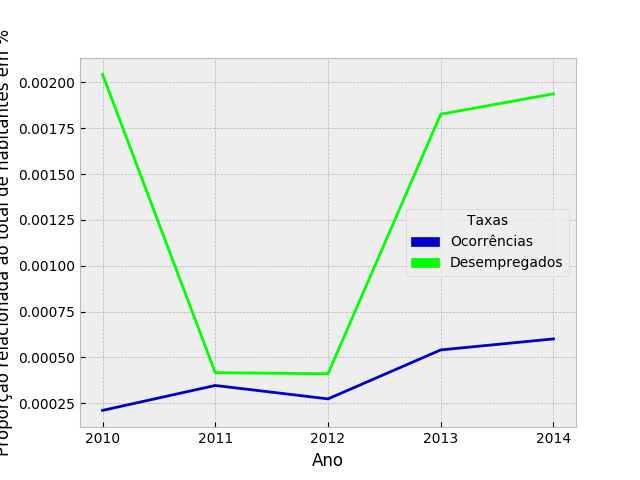 Proporção relacionada ao total de habitantes em %
0.00200
0.00175
0.00150
0.00125
0.00100
0.00075
0.00050
0.00025
Taxas
Ocorrências
Desempregados
2010 2011 2012 2013 2014
Ano